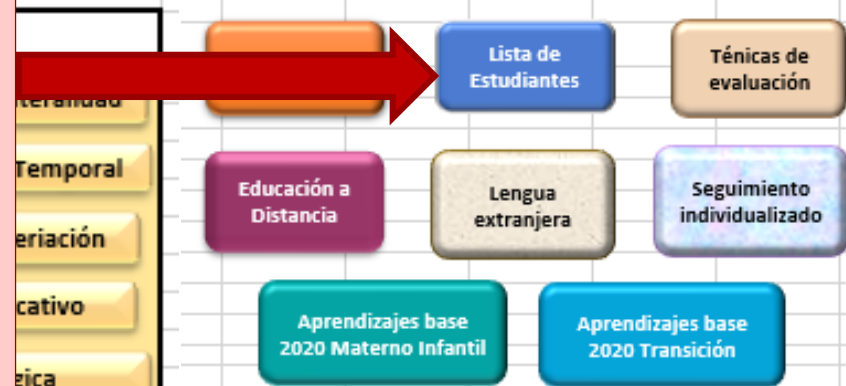 Lista de
Estudiantes
Ténicas de
evaluación
Temporal
Educación a
Distancia
Lengua
extranjera
Seguimiento
individualizado
eriación
cativo
Aprendizajes base
2020 Materno Infantil
Aprendizajes base
2020 Transición